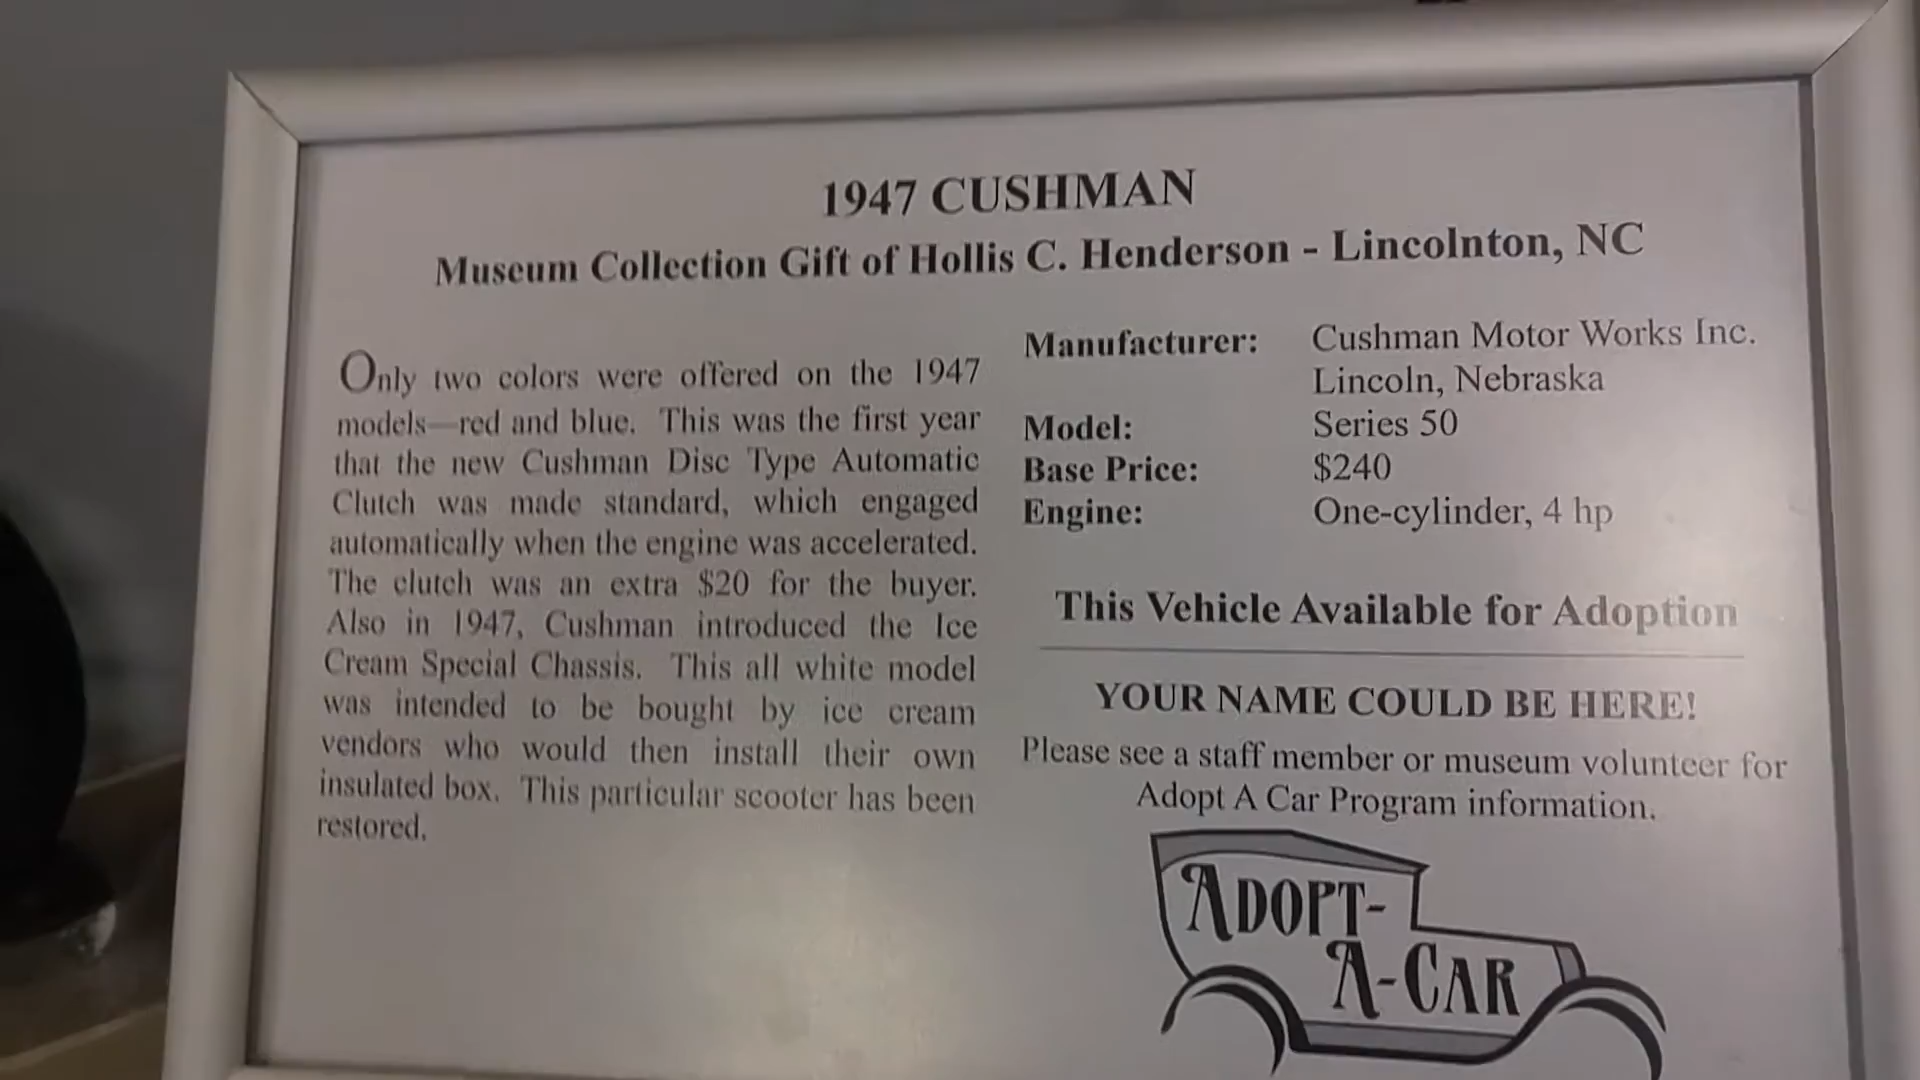 1947 CUSHMAN
Museum Collection Gift of Hollis C. Henderson - Lincolnton, NC
Only two colors were offered on the 1947
models—red and blue. This was the first year
that the new Cushman Disc Type Automatic
Clutch was made standard, which engaged
automatically when the engine was accelerated.
The clutch was an extra $20 for the buyer.
Also in 1947, Cushman introduced the Ice
Cream Special Chassis. This all white model
was intended to be bought by ice cream
vendors who would then install their own
insulated box. This particular scooter has been
restored.
Manufacturer: Cushman Motor Works Inc.
Lincoln, Nebraska
Model: Series 50
Base Price: $240
Engine: One-cylinder, 4 hp
This Vehicle Available for Adoption
YOUR NAME COULD BE HERE!
Please see a staff member or museum volunteer for
Adopt A Car Program information.
ADOPT-
A-CAR